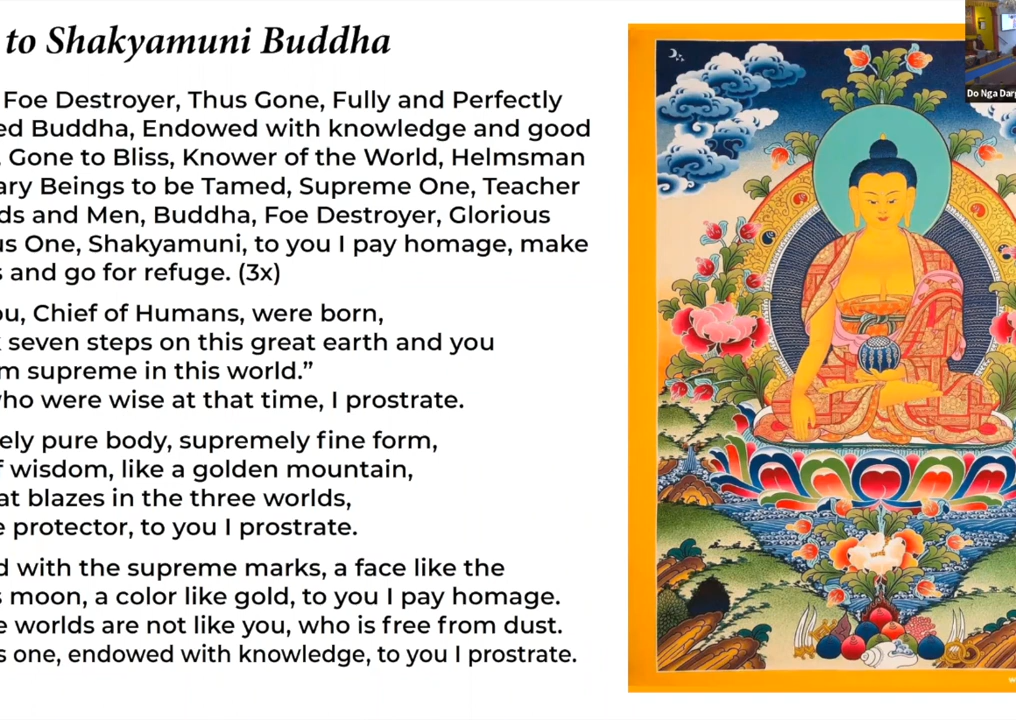 to Shakyamuni Buddha
Foe Destroyer, Thus Gone, Fully and Perfectly
ed Buddha, Endowed with knowledge and good
, Gone to Bliss, Knower of the World, Helmsman
ary Beings to be Tamed, Supreme One, Teacher
ds and Men, Buddha, Foe Destroyer, Glorious
us One, Shakyamuni, to you I pay homage, make
s and go for refuge. (3x)
ou, Chief of Humans, were born,
k seven steps on this great earth and you
m supreme in this world.”
who were wise at that time, I prostrate.
ely pure body, supremely fine form,
f wisdom, like a golden mountain,
at blazes in the three worlds,
e protector, to you I prostrate.
d with the supreme marks, a face like the
s moon, a color like gold, to you I pay homage.
e worlds are not like you, who is free from dust.
s one, endowed with knowledge, to you I prostrate.
Do Nga Darg